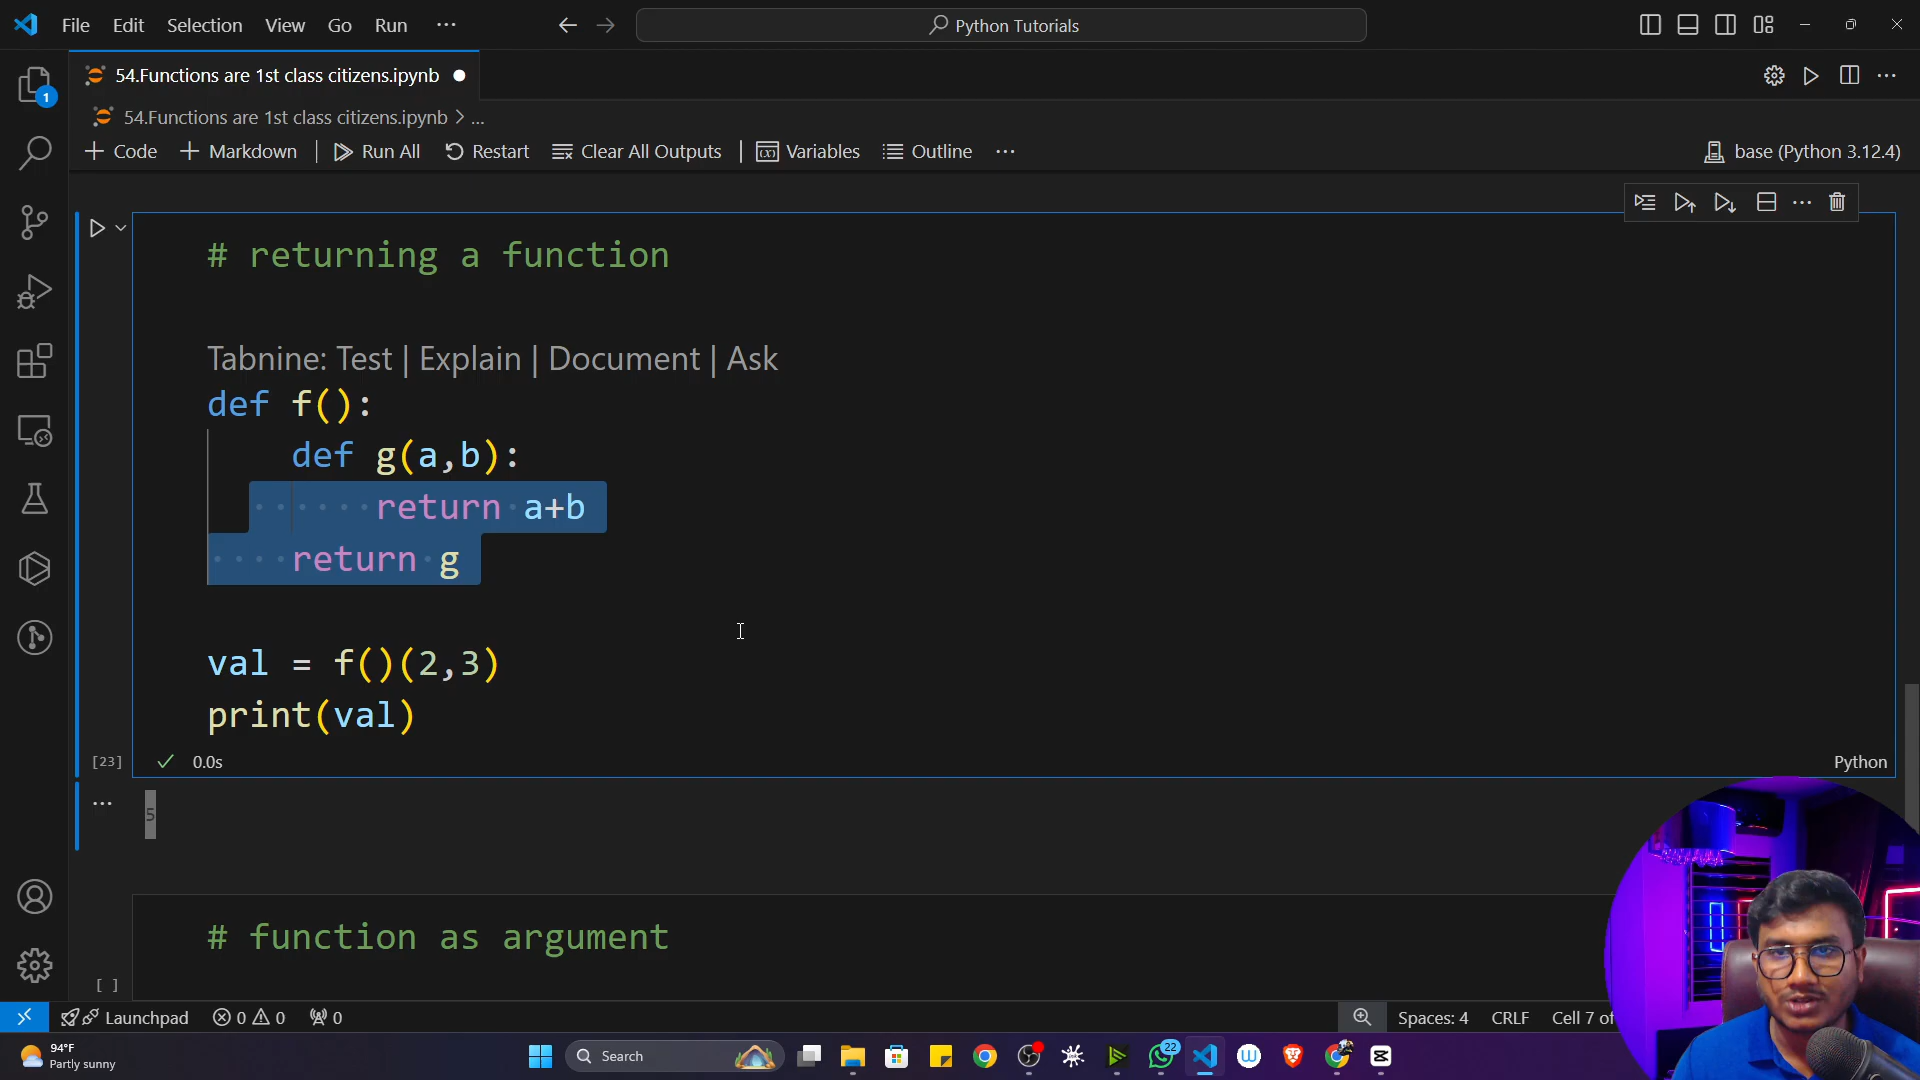 File Edit Selection View Go Run ···
Python Tutorials
54.Functions are 1st class citizens.ipynb
1
54.Functions are 1st class citizens.ipynb > ...
+ Code + Markdown | Run All Restart Clear All Outputs | Variables Outline ···
base (Python 3.12.4)
# returning a function
Tabnine: Test | Explain | Document | Ask
def f():
def g(a,b):
return a+b
return g
val = f()(2,3)
print(val)
[23] 0.0s
Python
5
# function as argument
[ ]
Launchpad 0 0 0
Spaces: 4 CRLF Cell 7 of
94°F
Partly sunny
Search
22